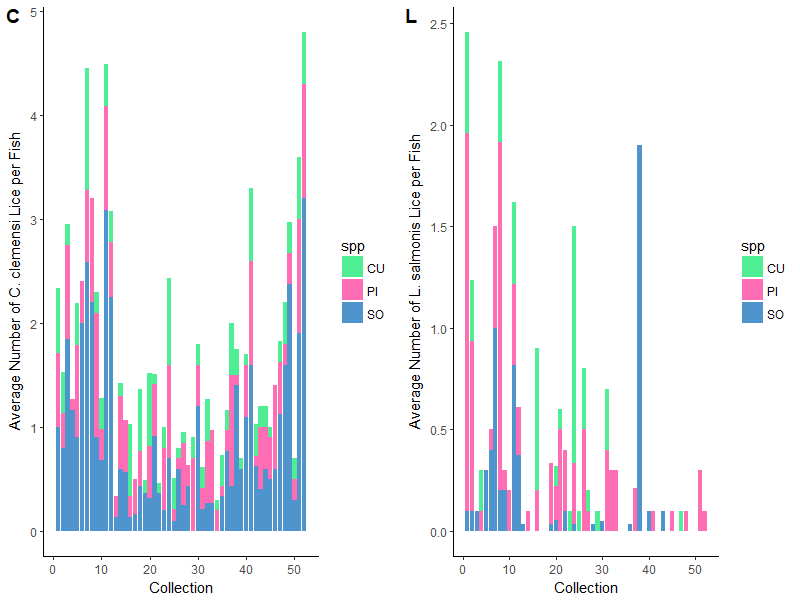 C
Average Number of C. clemensi Lice per Fish
5
4
3
2
1
0
0 10 20 30 40 50
Collection
spp
CU
PI
SO
L
Average Number of L. salmonis Lice per Fish
2.5
2.0
1.5
1.0
0.5
0.0
0 10 20 30 40 50
Collection
spp
CU
PI
SO